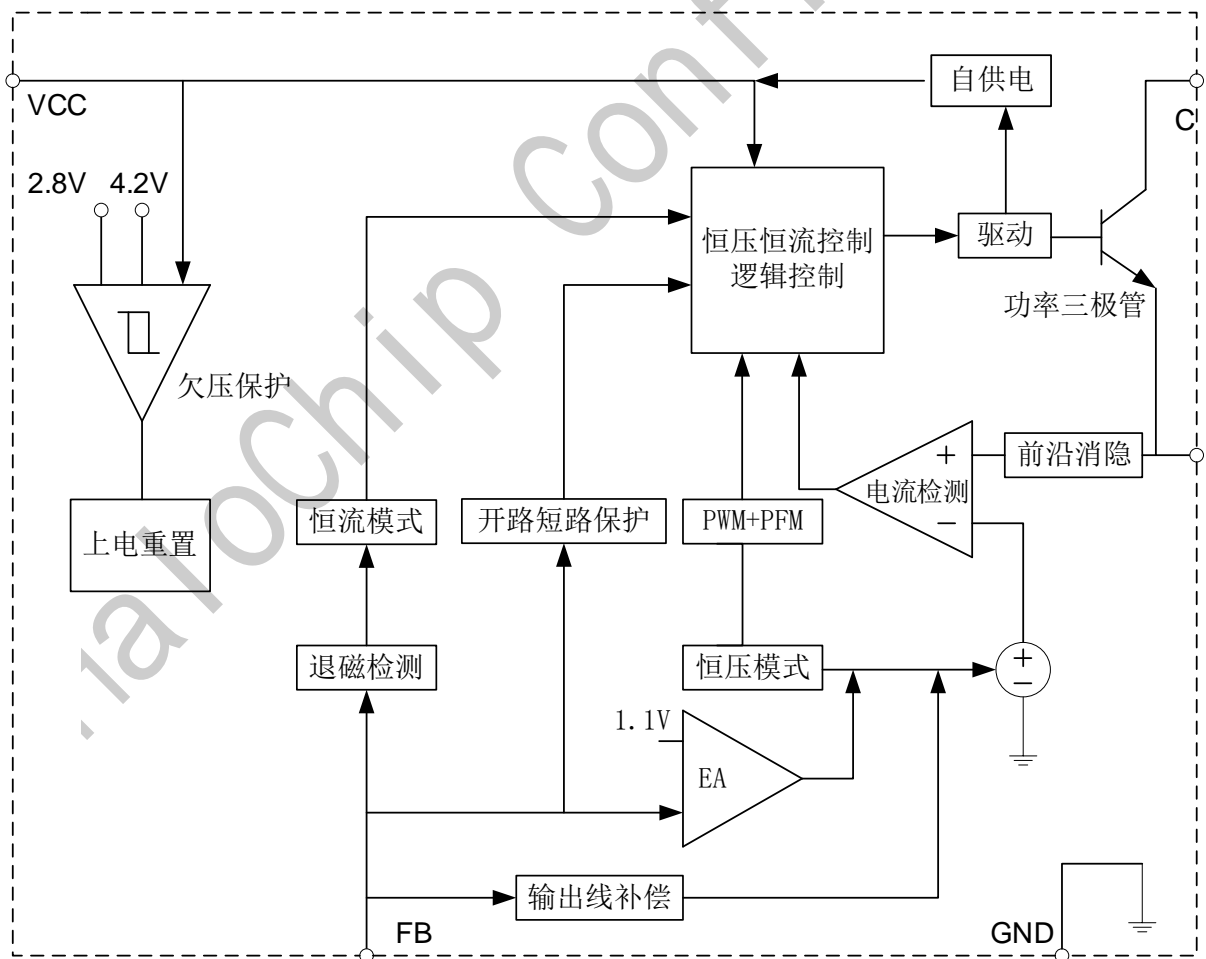 自供电
VCC
C
2.8V 4.2V
恒压恒流控制
逻辑控制
驱动
功率三极管
欠压保护
前沿消隐
+
电流检测
−
上电重置
恒流模式
开路短路保护
PWM+PFM
退磁检测
恒压模式
+
−
1.1V
EA
输出线补偿
FB
GND